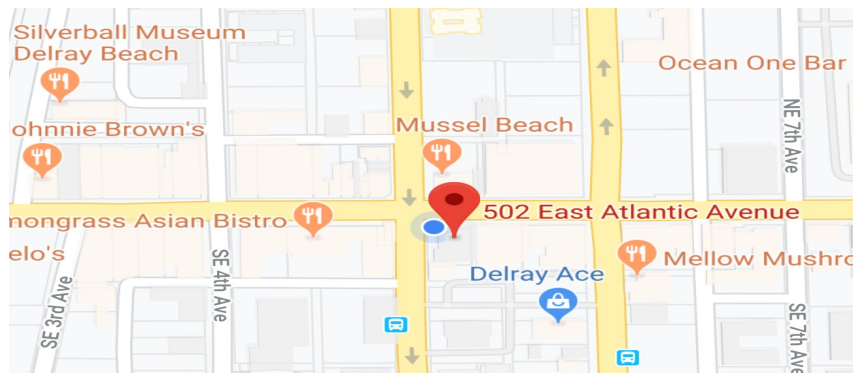 Silverball Museum
Delray Beach
Ocean One Bar
ohnnie Brown's
Mussel Beach
NE 7th Ave
mongrass Asian Bistro
502 East Atlantic Avenue
elo's
SE 3rd Ave
SE 4th Ave
Delray Ace
Mellow Mushro
SE 7th Ave